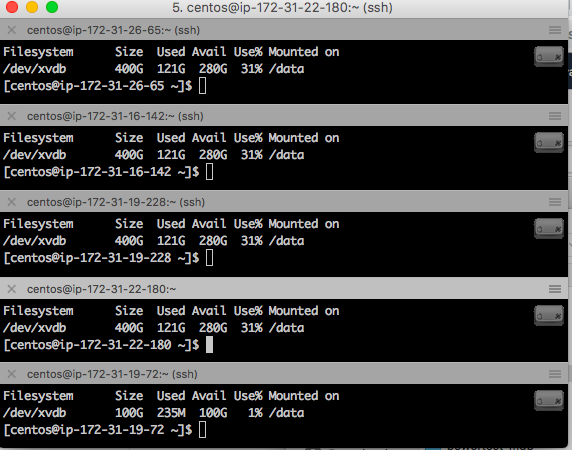 5. centos@ip-172-31-22-180:~ (ssh)
centos@ip-172-31-26-65:~ (ssh)
Filesystem Size Used Avail Use% Mounted on
/dev/xvdb 400G 121G 280G 31% /data
[centos@ip-172-31-26-65 ~]$
centos@ip-172-31-16-142:~ (ssh)
Filesystem Size Used Avail Use% Mounted on
/dev/xvdb 400G 121G 280G 31% /data
[centos@ip-172-31-16-142 ~]$
centos@ip-172-31-19-228:~ (ssh)
Filesystem Size Used Avail Use% Mounted on
/dev/xvdb 400G 121G 280G 31% /data
[centos@ip-172-31-19-228 ~]$
centos@ip-172-31-22-180:~
Filesystem Size Used Avail Use% Mounted on
/dev/xvdb 400G 121G 280G 31% /data
[centos@ip-172-31-22-180 ~]$
centos@ip-172-31-19-72:~ (ssh)
Filesystem Size Used Avail Use% Mounted on
/dev/xvdb 100G 235M 100G 1% /data
[centos@ip-172-31-19-72 ~]$